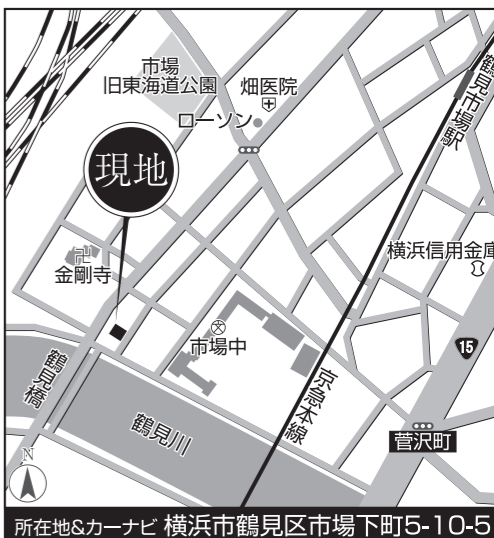 市場
旧東海道公園
畑医院
ローソン
鶴見市場駅
現地
卍
金剛寺
横浜信用金庫
文
市場中
15
京急本線
鶴見橋
鶴見川
菅沢町
N
所在地&カーナビ 横浜市鶴見区市場下町5-10-5